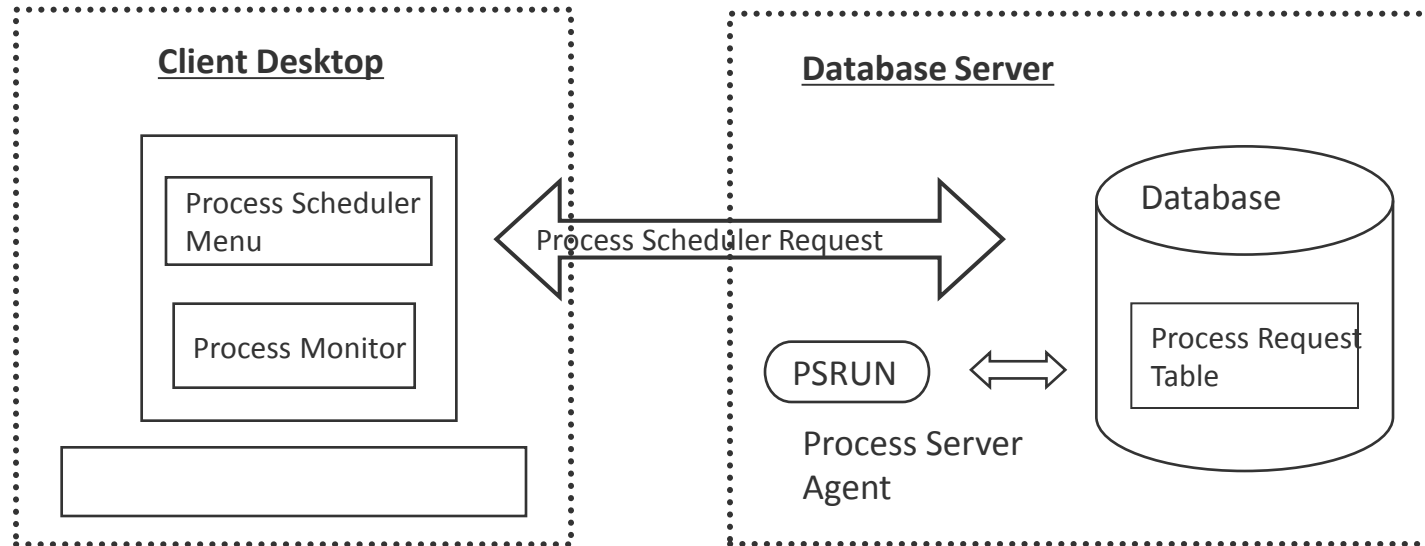 Client Desktop
Process Scheduler
Menu
Process Monitor
Process Scheduler Request
Database Server
Database
Process Request
Table
PSRUN
Process Server
Agent